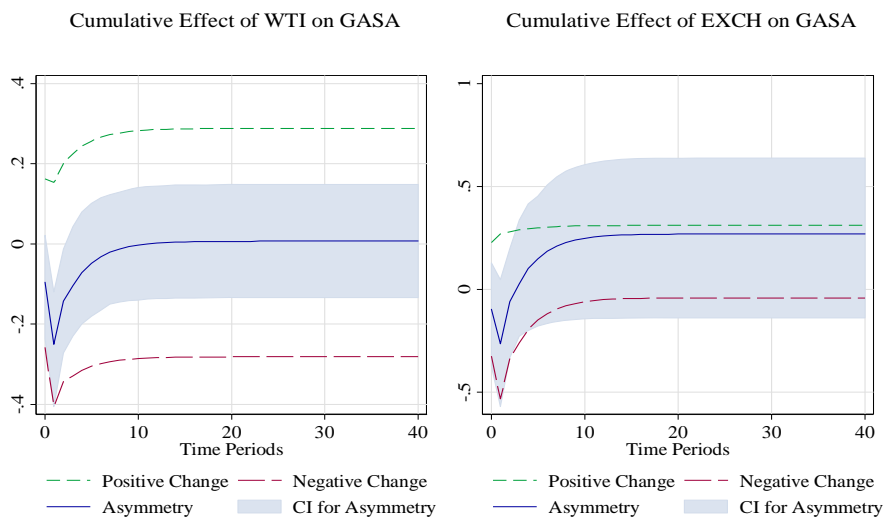 Cumulative Effect of WTI on GASA
.4
.2
0
-.2
-.4
0 10 20 30 40
Time Periods
Positive Change Negative Change
Asymmetry CI for Asymmetry
Cumulative Effect of EXCH on GASA
1
.5
0
-.5
0 10 20 30 40
Time Periods
Positive Change Negative Change
Asymmetry CI for Asymmetry